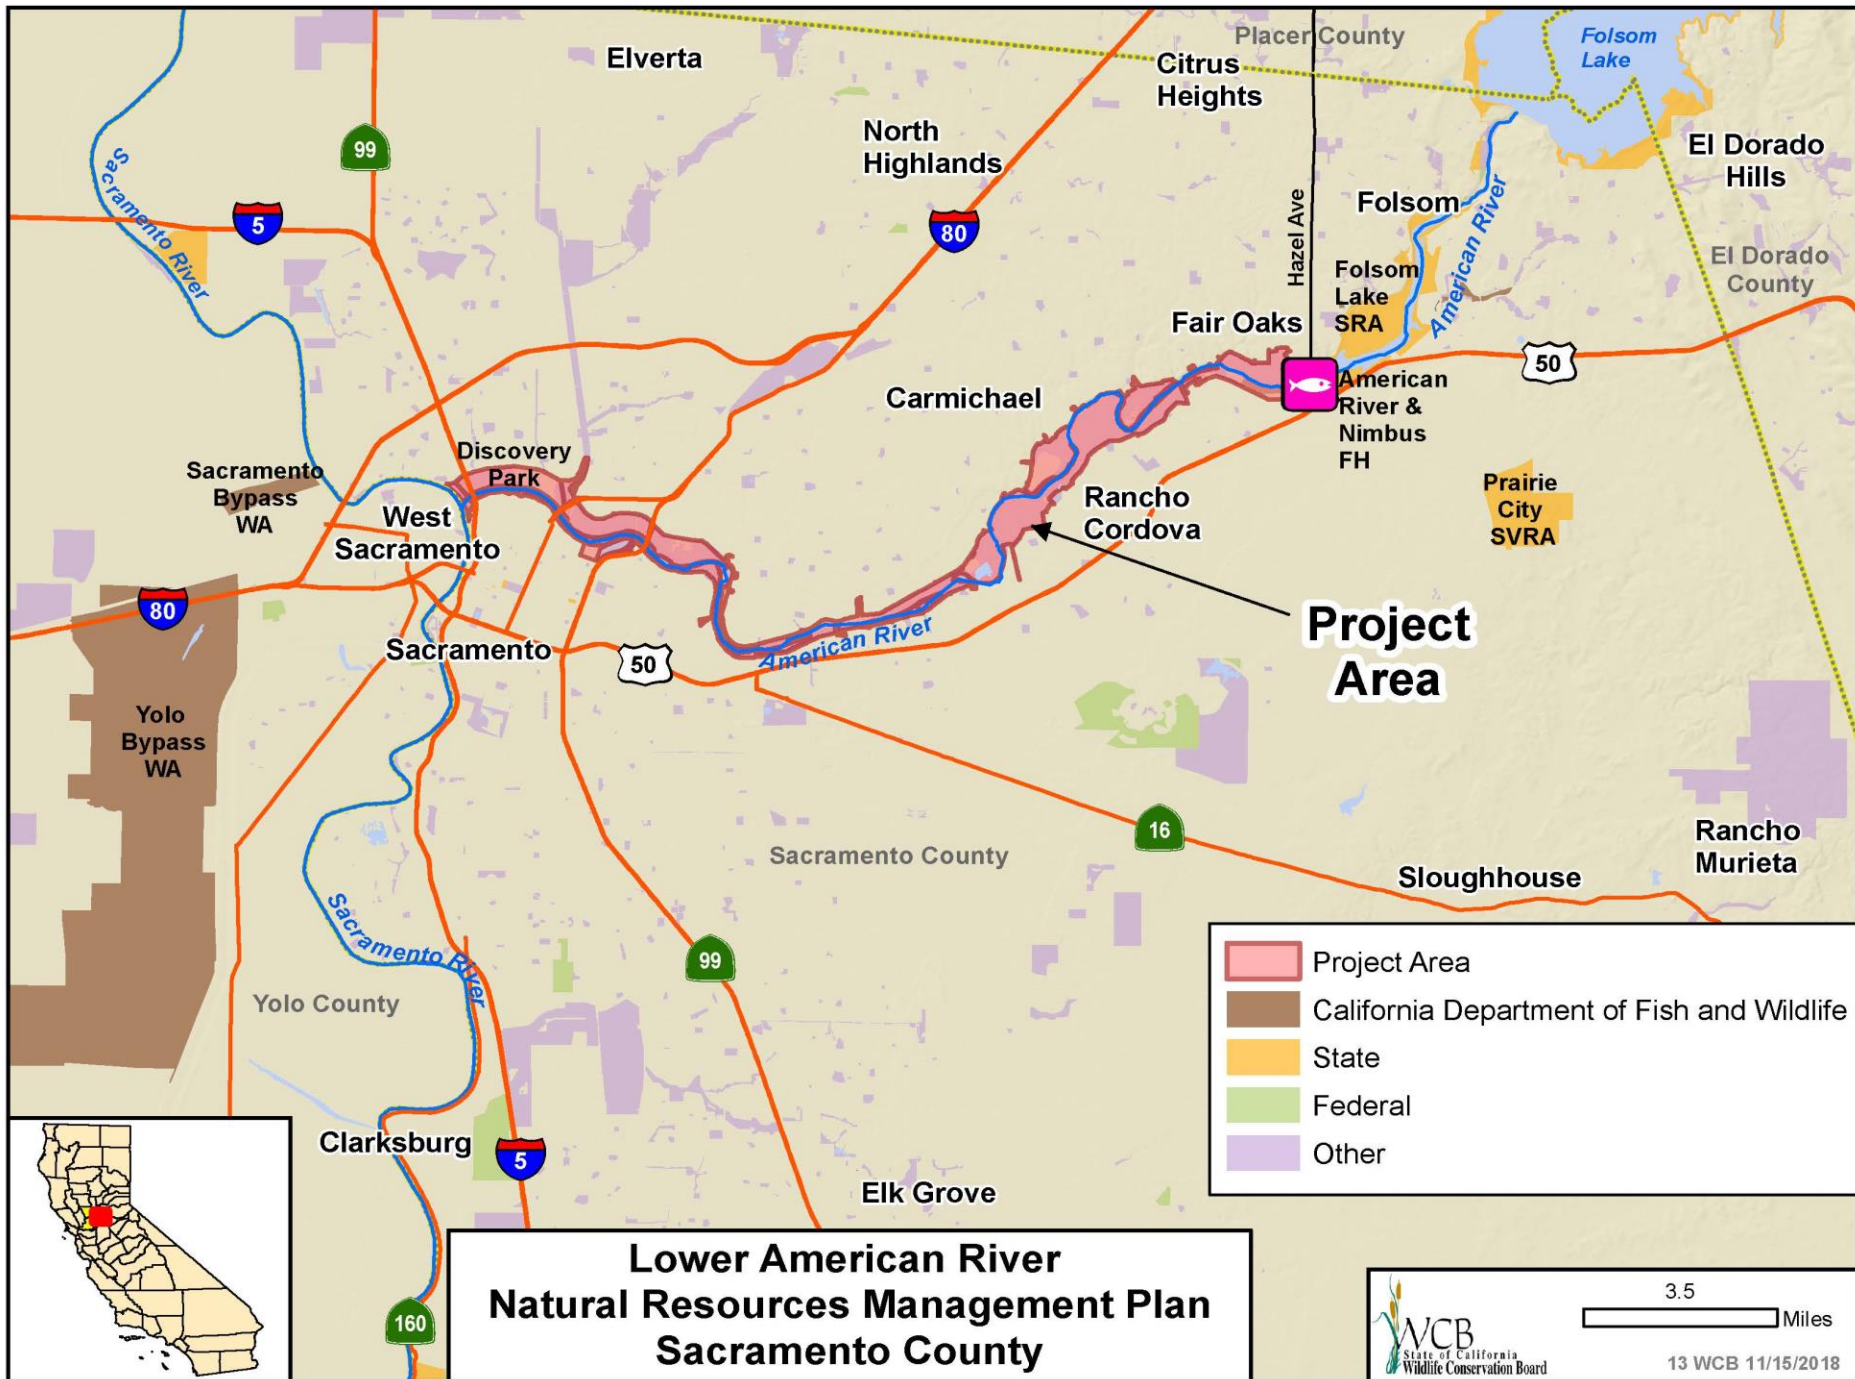 Placer County
Folsom
Lake
Elverta
Citrus
Heights
99
North
Highlands
El Dorado
Hills
Sacramento River
5
80
Hazel Ave
Folsom
American River
El Dorado
County
Folsom
Lake
SRA
Fair Oaks
50
American
River &
Nimbus
FH
Carmichael
Discovery
Park
Sacramento
Bypass
WA
West
Sacramento
Rancho
Cordova
Prairie
City
SVRA
80
Project
Area
Sacramento
50
American River
Yolo
Bypass
WA
16
Rancho
Murieta
Sacramento County
Sloughhouse
Sacramento River
99
Yolo County
Project Area
California Department of Fish and Wildlife
State
Federal
Other
Clarksburg
5
Elk Grove
160
Lower American River
Natural Resources Management Plan
Sacramento County
WCB
State of California
Wildlife Conservation Board
3.5
Miles
13 WCB 11/15/2018